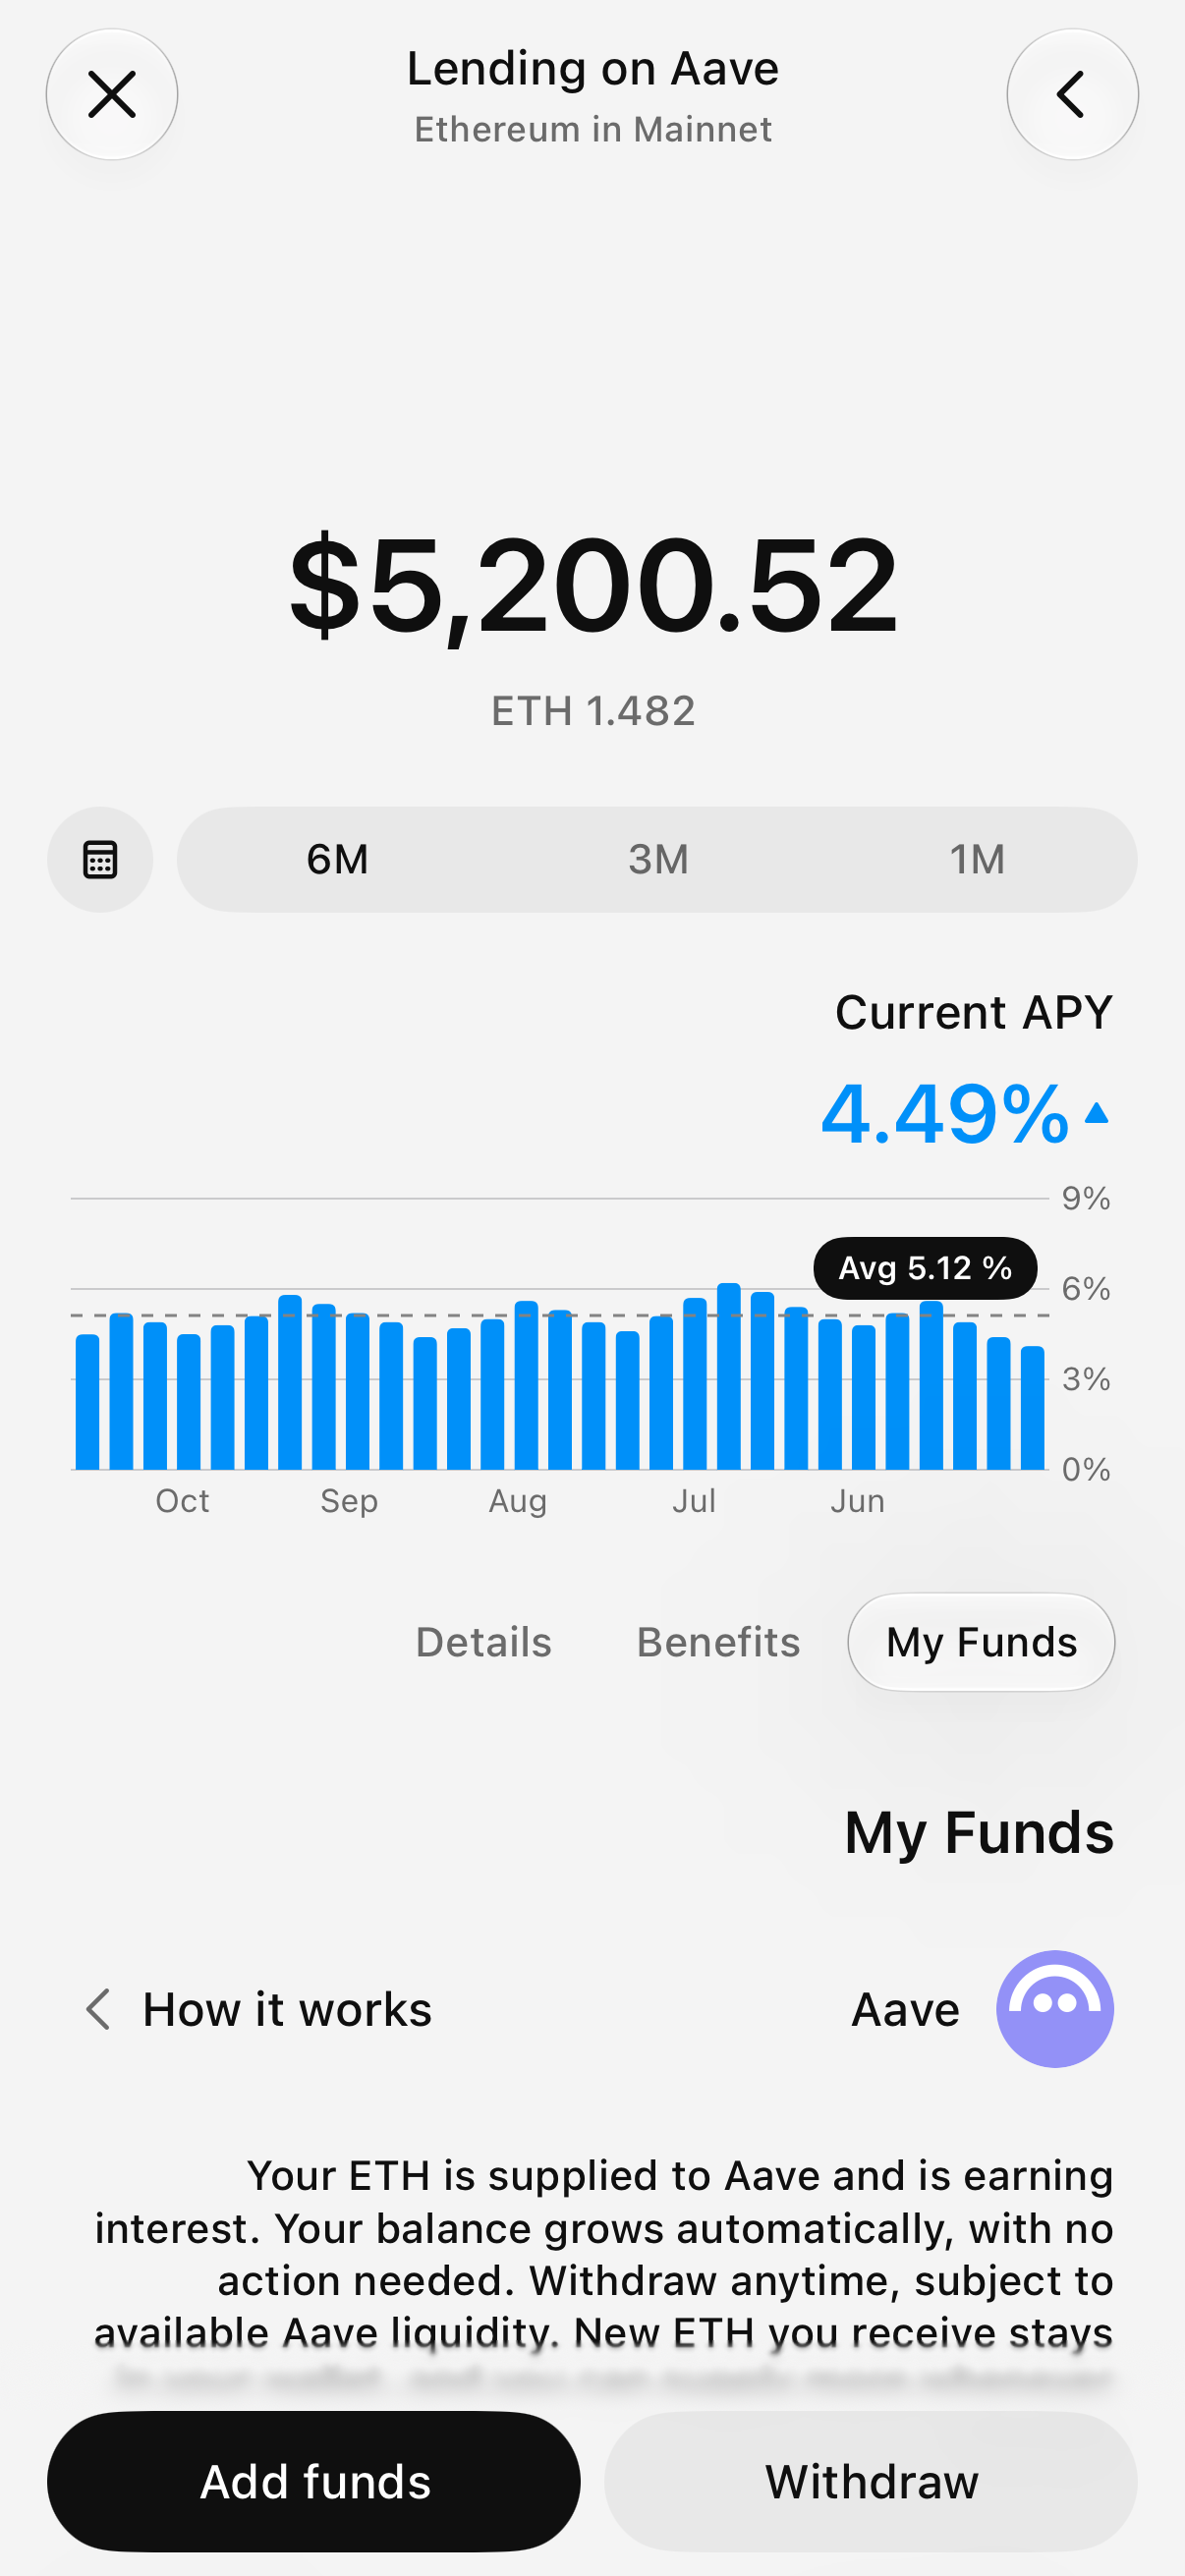 Lending on Aave
Ethereum in Mainnet
$5,200.52
ETH 1.482
6M 3M 1M
Current APY
4.49%
9%
Avg 5.12 %
6%
3%
0%
Oct Sep Aug Jul Jun
Details Benefits My Funds
My Funds
How it works Aave
Your ETH is supplied to Aave and is earning
interest. Your balance grows automatically, with no
action needed. Withdraw anytime, subject to
available Aave liquidity. New ETH you receive stays
Add funds Withdraw